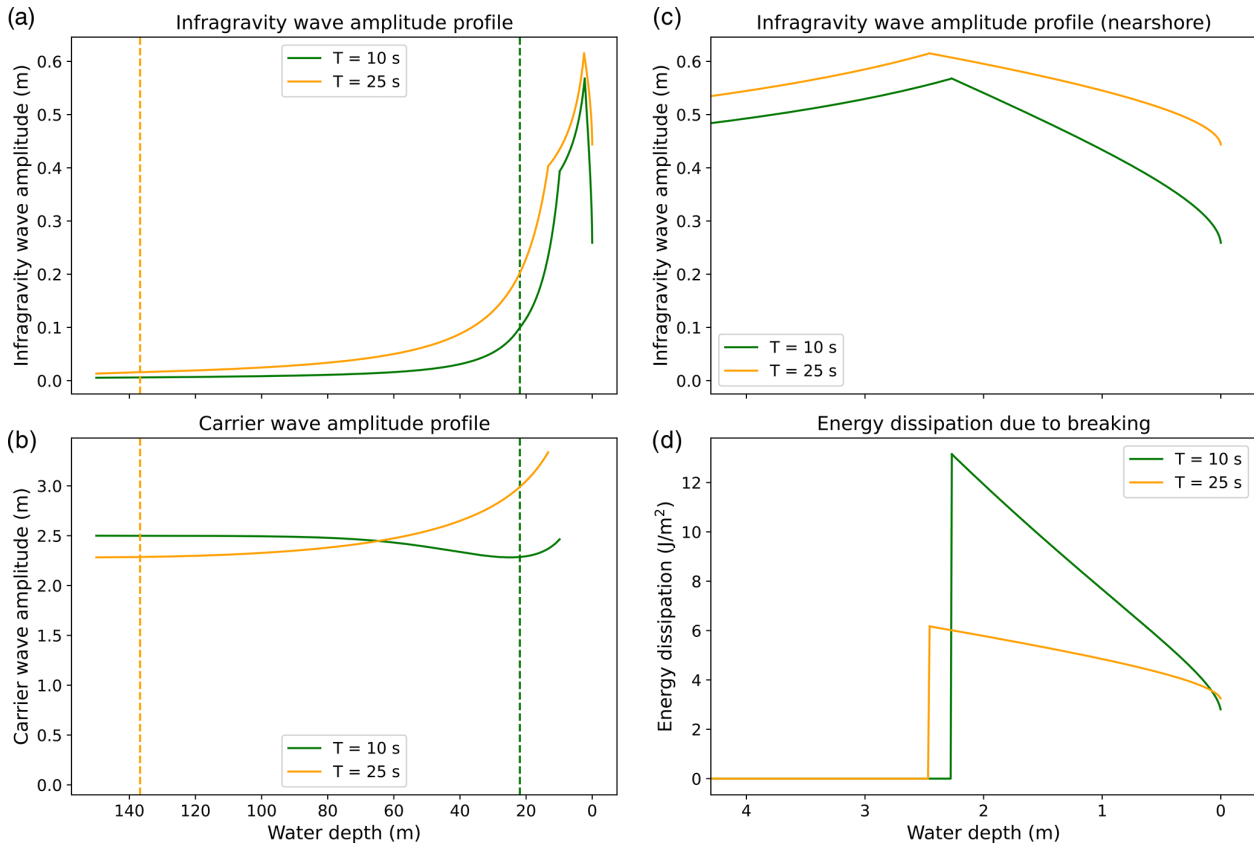 (a)
Infragravity wave amplitude profile
Infragravity wave amplitude (m)
0.6
0.5
0.4
0.3
0.2
0.1
0.0
T = 10 s
T = 25 s
(b)
Carrier wave amplitude profile
Carrier wave amplitude (m)
3.0
2.5
2.0
1.5
1.0
0.5
0.0
T = 10 s
T = 25 s
140 120 100 80 60 40 20 0
Water depth (m)
(c)
Infragravity wave amplitude profile (nearshore)
Infragravity wave amplitude (m)
0.6
0.5
0.4
0.3
0.2
0.1
0.0
T = 10 s
T = 25 s
(d)
Energy dissipation due to breaking
Energy dissipation (J/m²)
12
10
8
6
4
2
0
T = 10 s
T = 25 s
4 3 2 1 0
Water depth (m)